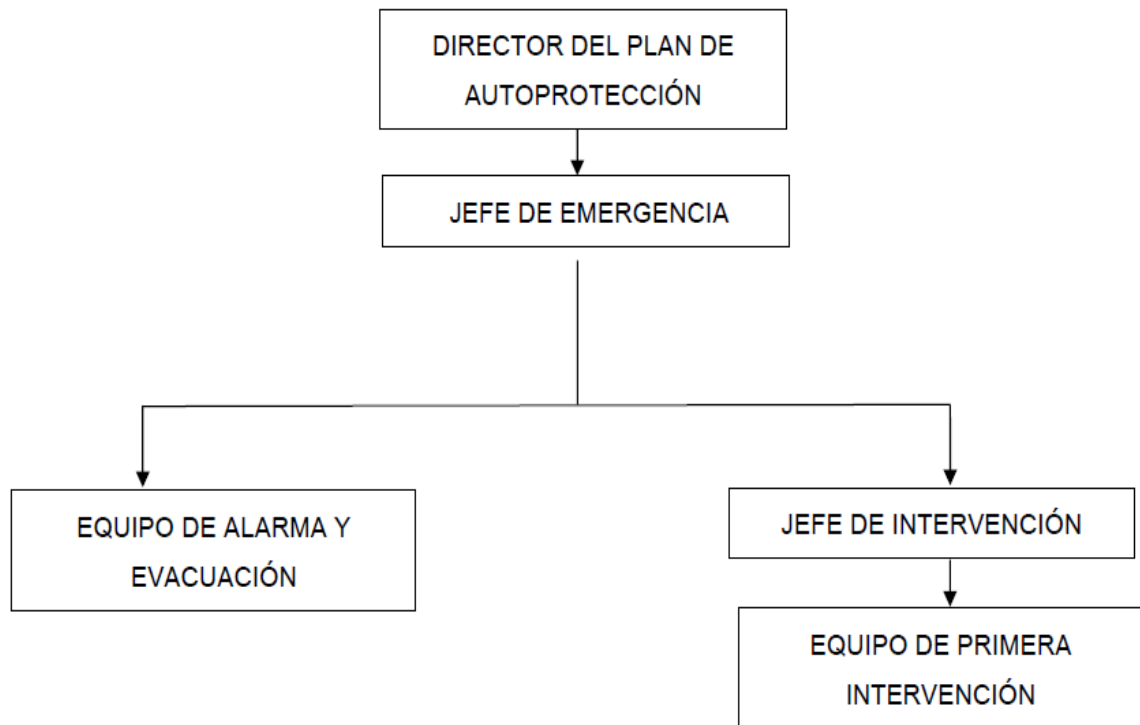 DIRECTOR DEL PLAN DE
AUTOPROTECCIÓN
JEFE DE EMERGENCIA
EQUIPO DE ALARMA Y
EVACUACIÓN
JEFE DE INTERVENCIÓN
EQUIPO DE PRIMERA
INTERVENCIÓN